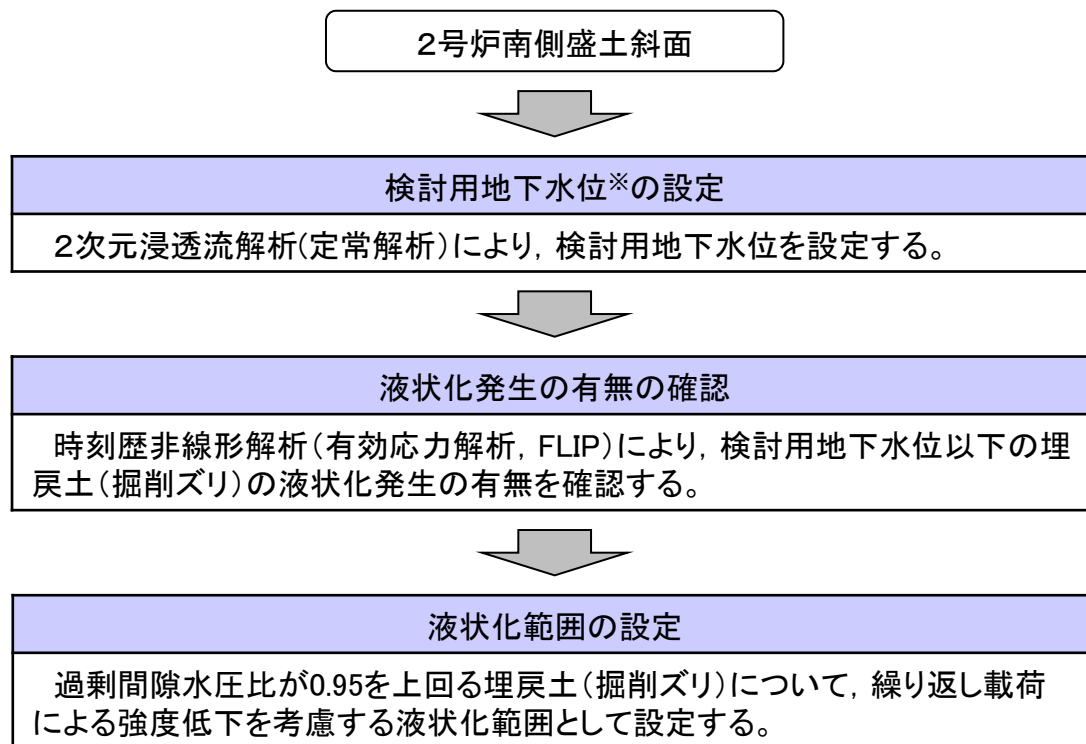 ２号炉南側盛土斜面
検討用地下水位※の設定
２次元浸透流解析（定常解析）により，検討用地下水位を設定する。
液状化発生の有無の確認
時刻歴非線形解析（有効応力解析，FLIP）により，検討用地下水位以下の埋
戻土（掘削ズリ）の液状化発生の有無を確認する。
液状化範囲の設定
過剰間隙水圧比が0.95を上回る埋戻土（掘削ズリ）について，繰り返し載荷
による強度低下を考慮する液状化範囲として設定する。